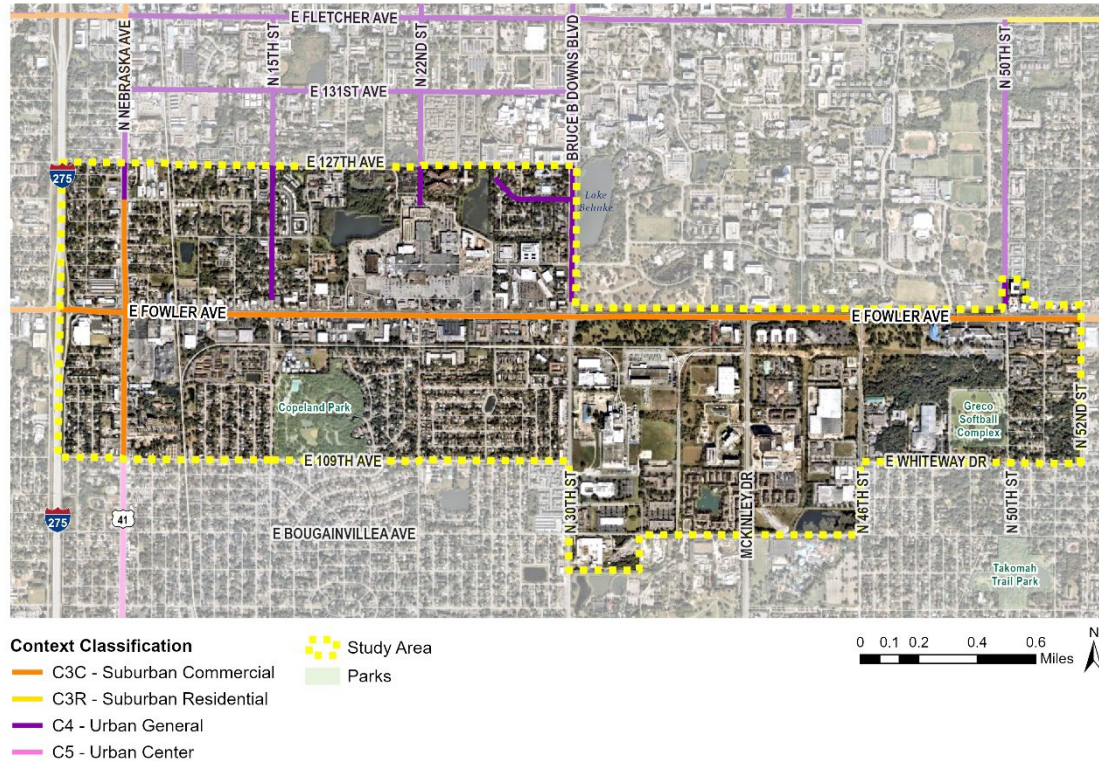 E FLETCHER AVE
N NEBRASKA AVE
N 15TH ST
N 22ND ST
BRUCE B DOWNS BLVD
N 50TH ST
E 131ST AVE
E 127TH AVE
275
Lake
Behnke
E FOWLER AVE
E FOWLER AVE
Copeland Park
Greco
Softball
Complex
N 52ND ST
E 109TH AVE
E WHITEWAY DR
275
41
N 30TH ST
MCKINLEY DR
N 46TH ST
N 50TH ST
E BOUGAINVILLEA AVE
Takomah
Trail Park
Context Classification
C3C - Suburban Commercial
C3R - Suburban Residential
C4 - Urban General
C5 - Urban Center
Study Area
Parks
0 0.1 0.2 0.4 0.6
Miles
N